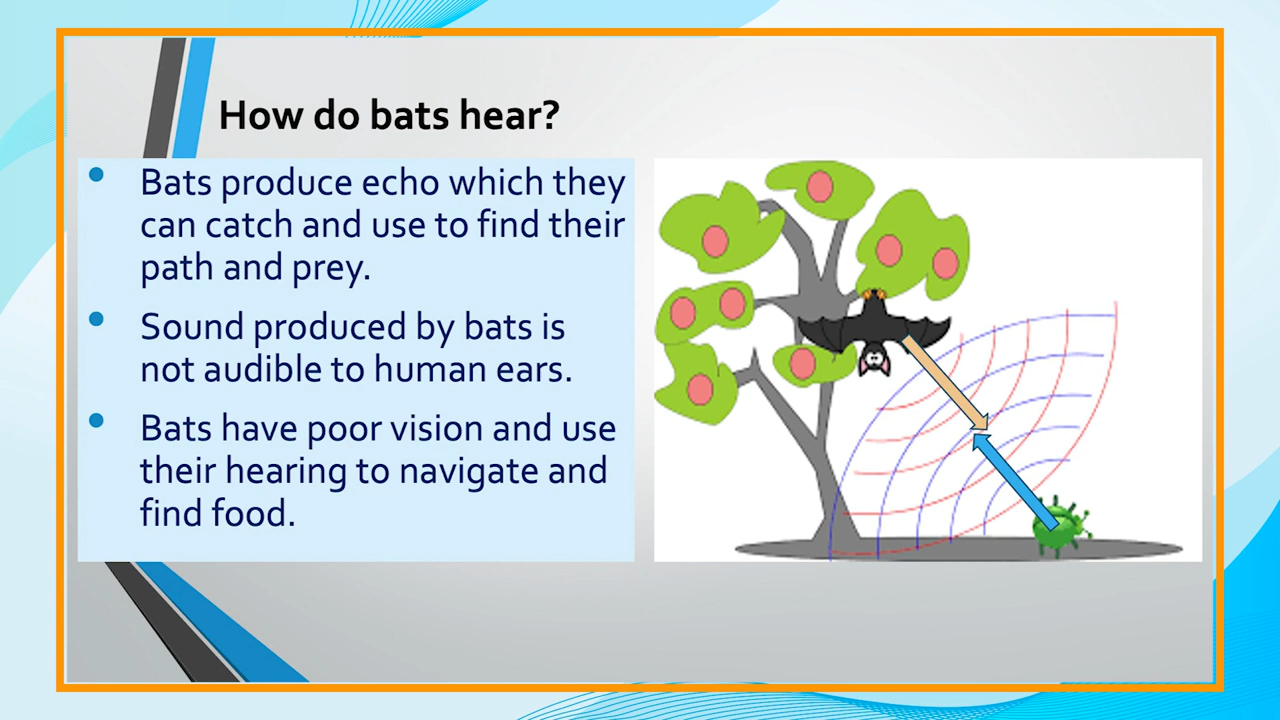 How do bats hear?
• Bats produce echo which they
can catch and use to find their
path and prey.
• Sound produced by bats is
not audible to human ears.
• Bats have poor vision and use
their hearing to navigate and
find food.